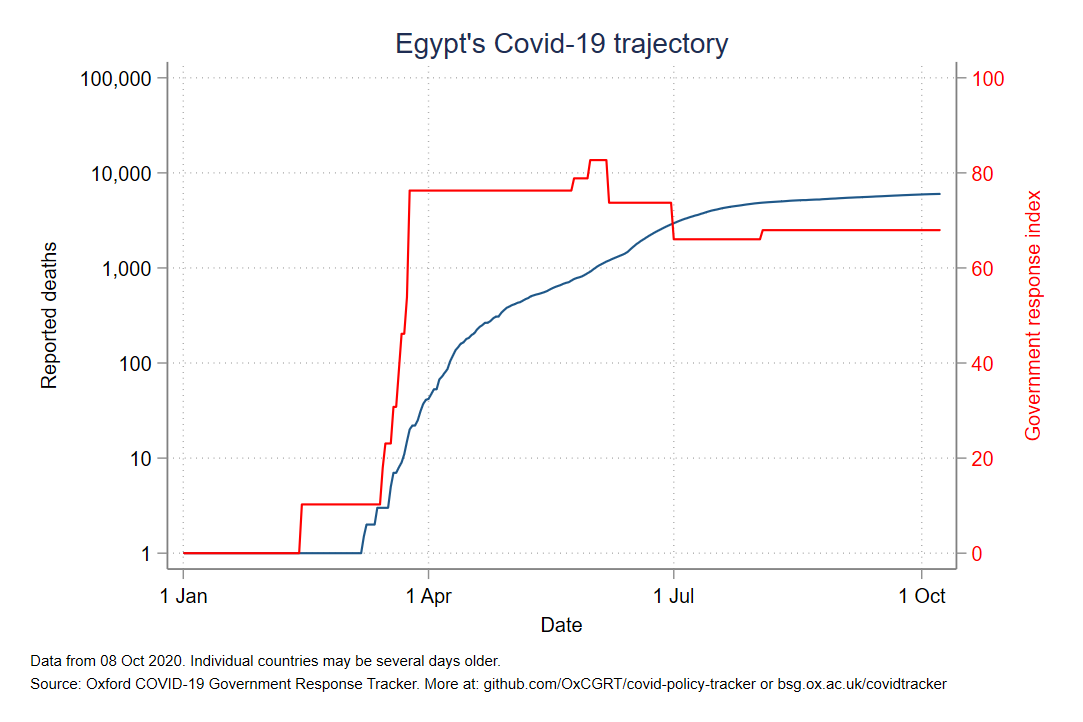 Egypt's Covid-19 trajectory
100,000
10,000
1,000
100
10
1
Reported deaths
100
80
60
40
20
0
Government response index
1 Jan
1 Apr
1 Jul
1 Oct
Date
Data from 08 Oct 2020. Individual countries may be several days older.
Source: Oxford COVID-19 Government Response Tracker. More at: github.com/OxCGRT/covid-policy-tracker or bsg.ox.ac.uk/covidtracker